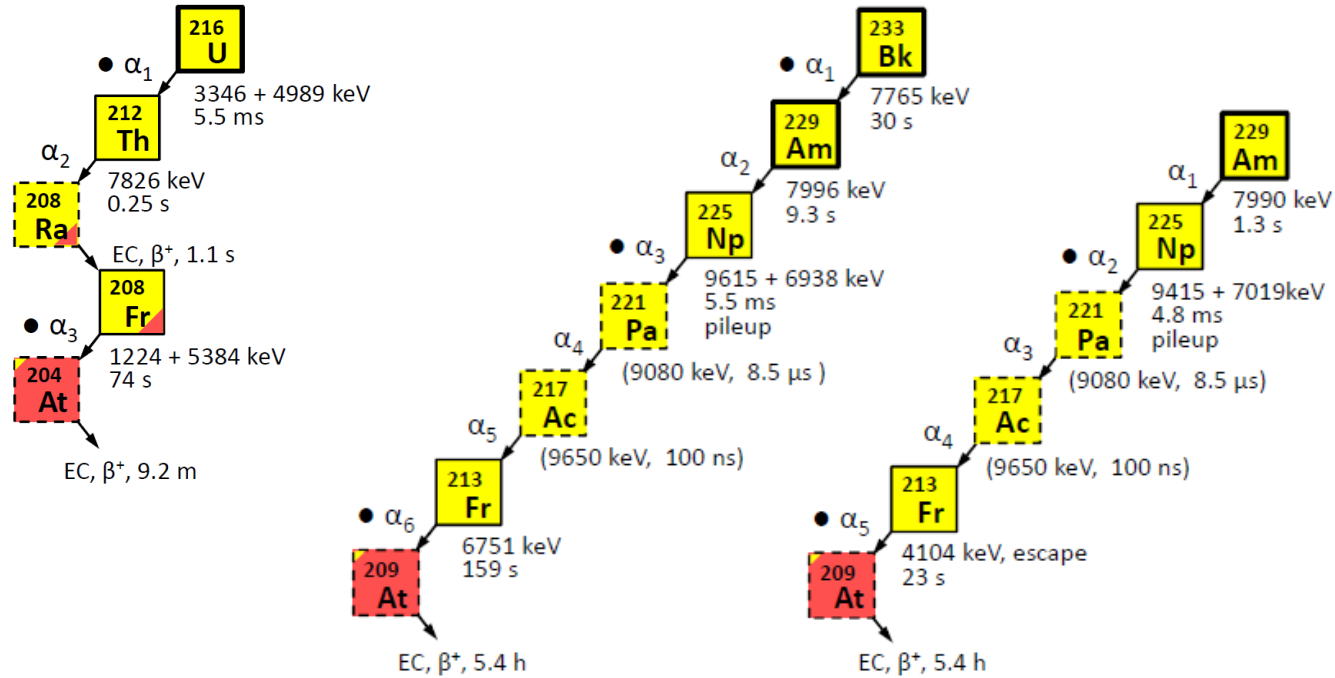 216
U
● α₁
3346 + 4989 keV
5.5 ms
212
Th
α₂
7826 keV
0.25 s
208
Ra
EC, β⁺, 1.1 s
208
Fr
● α₃
1224 + 5384 keV
74 s
204
At
EC, β⁺, 9.2 m
233
Bk
● α₁
7765 keV
30 s
229
Am
α₂
7996 keV
9.3 s
225
Np
● α₃
9615 + 6938 keV
5.5 ms
pileup
221
Pa
α₄
(9080 keV, 8.5 µs )
217
Ac
α₅
(9650 keV, 100 ns)
213
Fr
● α₆
6751 keV
159 s
209
At
EC, β⁺, 5.4 h
229
Am
α₁
7990 keV
1.3 s
225
Np
● α₂
9415 + 7019keV
4.8 ms
pileup
221
Pa
α₃
(9080 keV, 8.5 µs)
217
Ac
α₄
(9650 keV, 100 ns)
213
Fr
● α₅
4104 keV, escape
23 s
209
At
EC, β⁺, 5.4 h